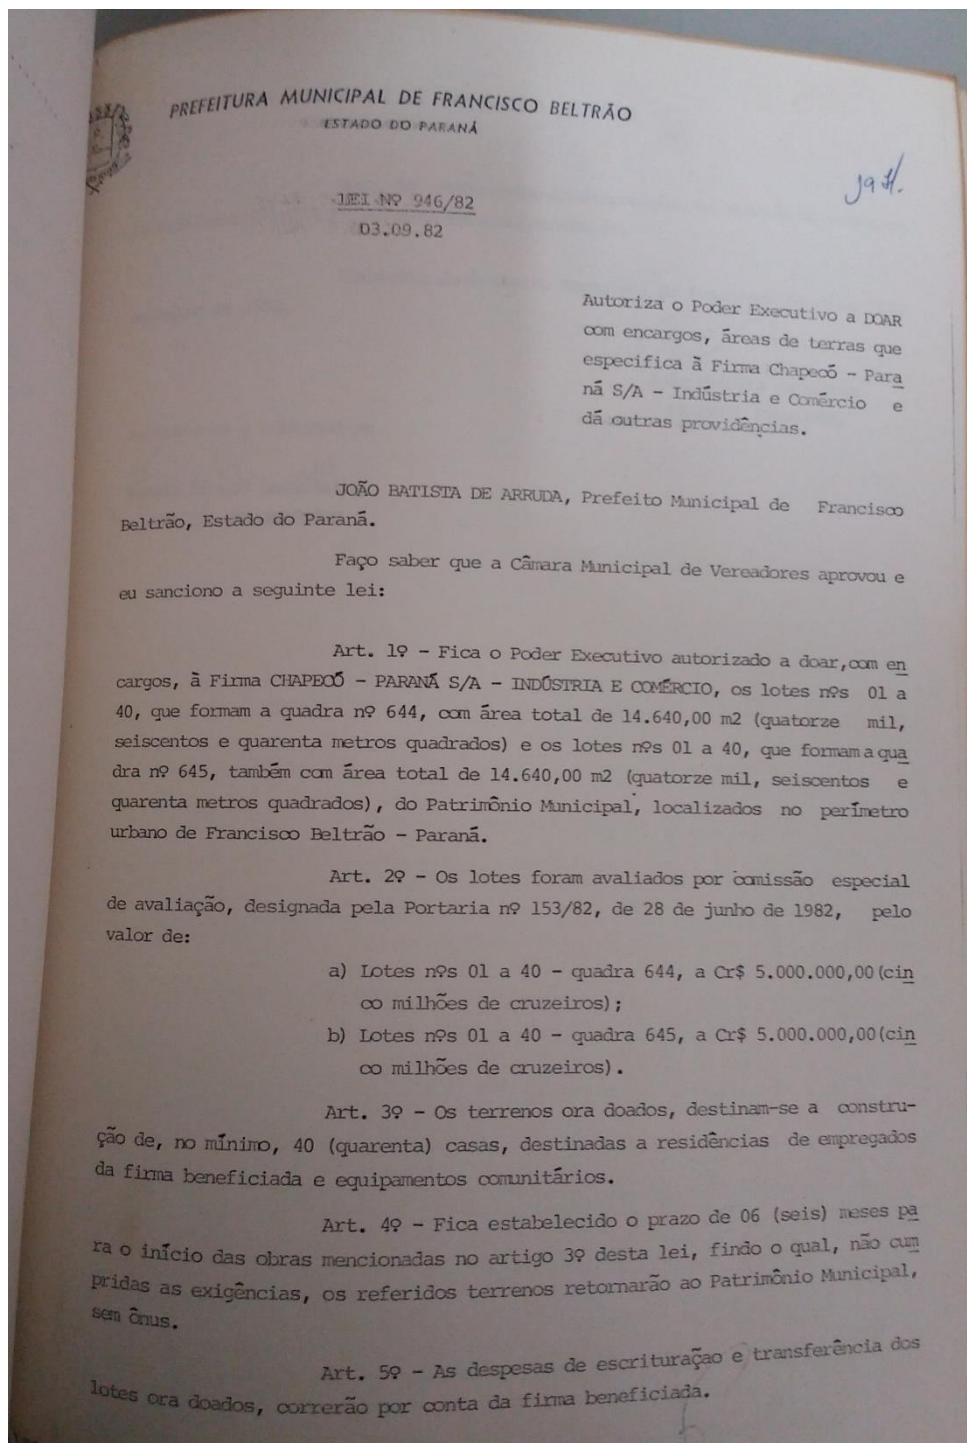 PREFEITURA MUNICIPAL DE FRANCISCO BELTRÃO
ESTADO DO PARANÁ
LEI Nº 946/82
03.09.82
Autoriza o Poder Executivo a DOAR
com encargos, áreas de terras que
especifica à Firma Chapecó - Para
ná S/A - Indústria e Comércio e
dá outras providências.
JOÃO BATISTA DE ARRUDA, Prefeito Municipal de Francisco
Beltrão, Estado do Paraná.
Faço saber que a Câmara Municipal de Vereadores aprovou e
eu sanciono a seguinte lei:
Art. 1º - Fica o Poder Executivo autorizado a doar,com en
cargos, à Firma CHAPECÓ - PARANÁ S/A - INDÚSTRIA E COMÉRCIO, os lotes nºs 01 a
40, que formam a quadra nº 644, com área total de 14.640,00 m2 (quatorze mil,
seiscentos e quarenta metros quadrados) e os lotes nºs 01 a 40, que formam a qua
dra nº 645, também com área total de 14.640,00 m2 (quatorze mil, seiscentos e
quarenta metros quadrados), do Patrimônio Municipal, localizados no perímetro
urbano de Francisco Beltrão - Paraná.
Art. 2º - Os lotes foram avaliados por comissão especial
de avaliação, designada pela Portaria nº 153/82, de 28 de junho de 1982, pelo
valor de:
a) Lotes nºs 01 a 40 - quadra 644, a Cr$ 5.000.000,00(cin
co milhões de cruzeiros);
b) Lotes nºs 01 a 40 - quadra 645, a Cr$ 5.000.000,00(cin
co milhões de cruzeiros).
Art. 3º - Os terrenos ora doados, destinam-se a constru-
ção de, no mínimo, 40 (quarenta) casas, destinadas a residências de empregados
da firma beneficiada e equipamentos comunitários.
Art. 4º - Fica estabelecido o prazo de 06 (seis) meses pa
ra o início das obras mencionadas no artigo 3º desta lei, findo o qual, não cum
pridas as exigências, os referidos terrenos retornarão ao Patrimônio Municipal,
sem ônus.
Art. 5º - As despesas de escrituração e transferência dos
lotes ora doados, correrão por conta da firma beneficiada.